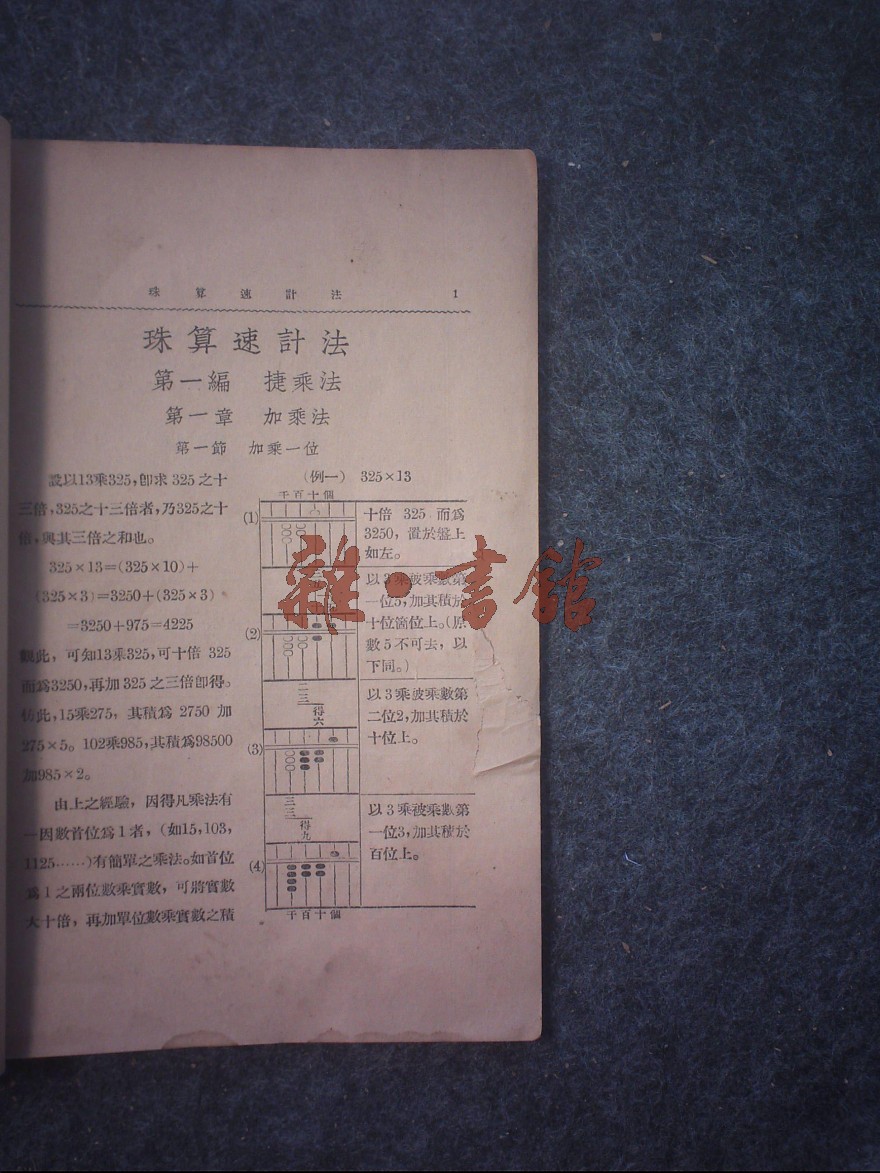 珠算速計法 1
珠算速計法
第一編 捷乘法
第一章 加乘法
第一節 加乘一位
設以13乘325,卽求 325 之十
三倍,325之十三倍者,乃325之十
倍,與其三倍之和也。
325×13=(325×10)+
(325×3)=3250+(325×3)
=3250+975=4225
觀此,可知13乘325,可十倍 325
而爲3250,再加 325 之三倍卽得。
仿此,15乘275,其積爲 2750 加
275×5。102乘985,其積爲98500
加985×2。
由上之經驗,因得凡乘法有
一因數首位爲1者,(如15,103,
1125……)有簡單之乘法。如首位
爲1之兩位數乘實數,可將實數
大十倍,再加單位數乘實數之積
(例一) 325×13
千百十個
(1)
十倍 325 而爲
3250,置於盤上
如左。
(2)
以3乘被乘數第
一位5,加其積於
十位箇位上。(原
數5不可去,以
下同。)
二三得六
(3)
以3乘被乘數第
二位2,加其積於
十位上。
三三得九
(4)
以3乘被乘數第
一位3,加其積於
百位上。
千百十個
雜·書館